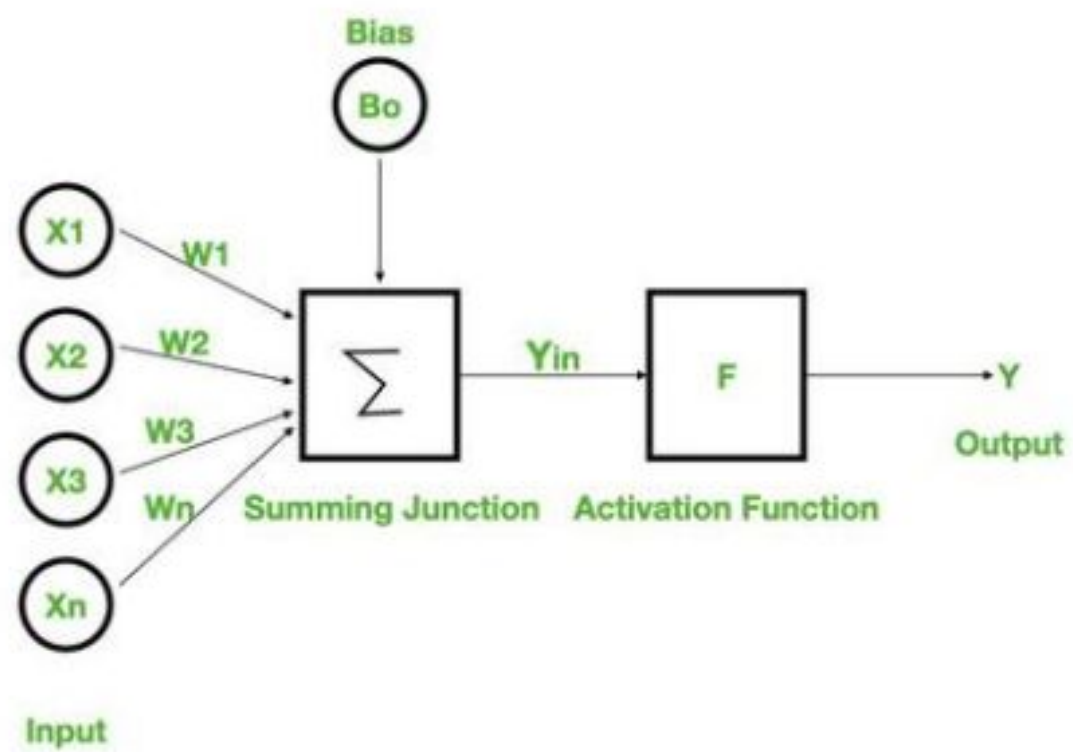 Bias
Bo
X1
W1
X2
W2
X3
W3
Xn
Wn
∑
Yin
F
Y
Output
Summing Junction
Activation Function
Input